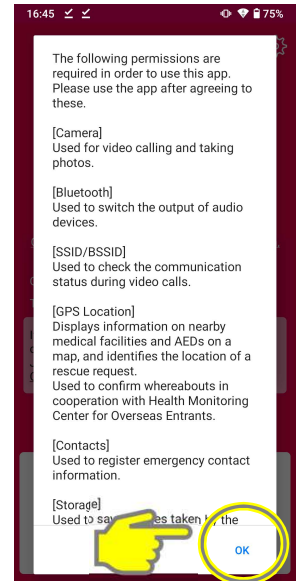 16:45
75%
The following permissions are
required in order to use this app.
Please use the app after agreeing to
these.
[Camera]
Used for video calling and taking
photos.
[Bluetooth]
Used to switch the output of audio
devices.
[SSID/BSSID]
Used to check the communication
status during video calls.
[GPS Location]
Displays information on nearby
medical facilities and AEDs on a
map, and identifies the location of a
rescue request.
Used to confirm whereabouts in
cooperation with Health Monitoring
Center for Overseas Entrants.
[Contacts]
Used to register emergency contact
information.
[Storage]
Used to taken by the
OK